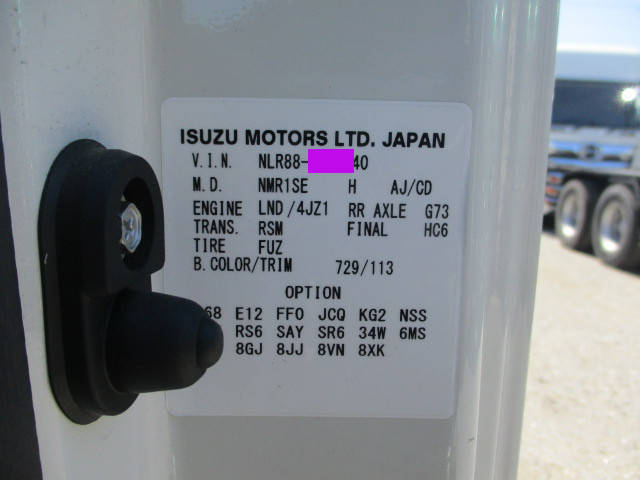 ISUZU MOTORS LTD. JAPAN
V.I.N. NLR88- 40
M.D. NMR1SE H AJ/CD
ENGINE LND/4JZ1 RR AXLE G73
TRANS. RSM FINAL HC6
TIRE FUZ
B.COLOR/TRIM 729/113
OPTION
68 E12 FF0 JCQ KG2 NSS
RS6 SAY SR6 34W 6MS
8GJ 8JJ 8VN 8XK